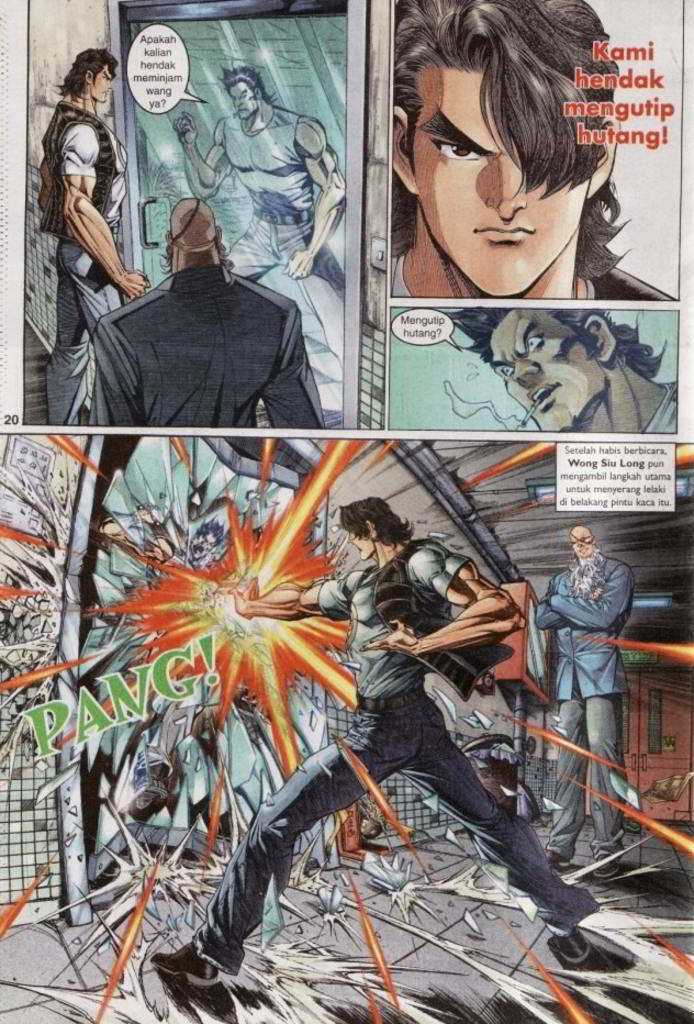 Apakah
kalian
hendak
meminjam
wang
ya?
Kami
hendak
mengutip
hutang!
Mengutip
hutang?
20
Setelah habis berbicara,
Wong Siu Long pun
mengambil langkah utama
untuk menyerang lelaki
di belakang pintu kaca itu.
PANG!